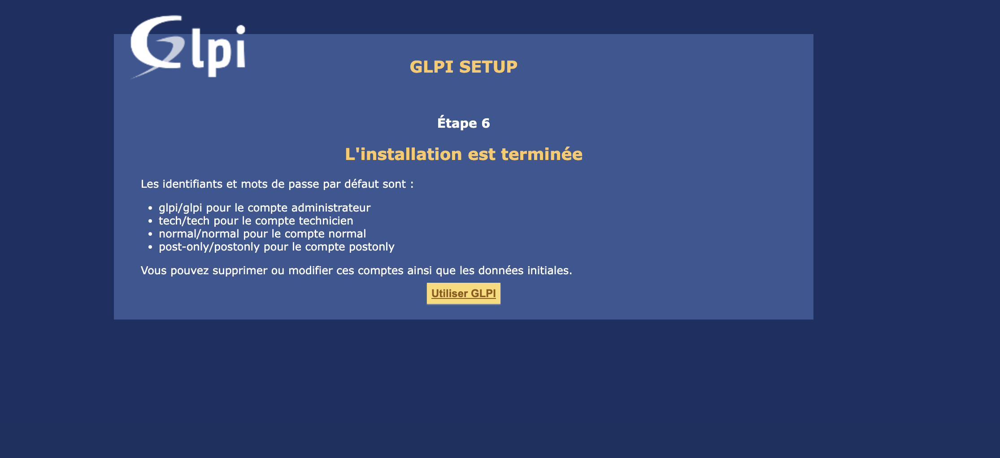 Glpi
GLPI SETUP
Étape 6
L'installation est terminée
Les identifiants et mots de passe par défaut sont :
• glpi/glpi pour le compte administrateur
• tech/tech pour le compte technicien
• normal/normal pour le compte normal
• post-only/postonly pour le compte postonly
Vous pouvez supprimer ou modifier ces comptes ainsi que les données initiales.
Utiliser GLPI